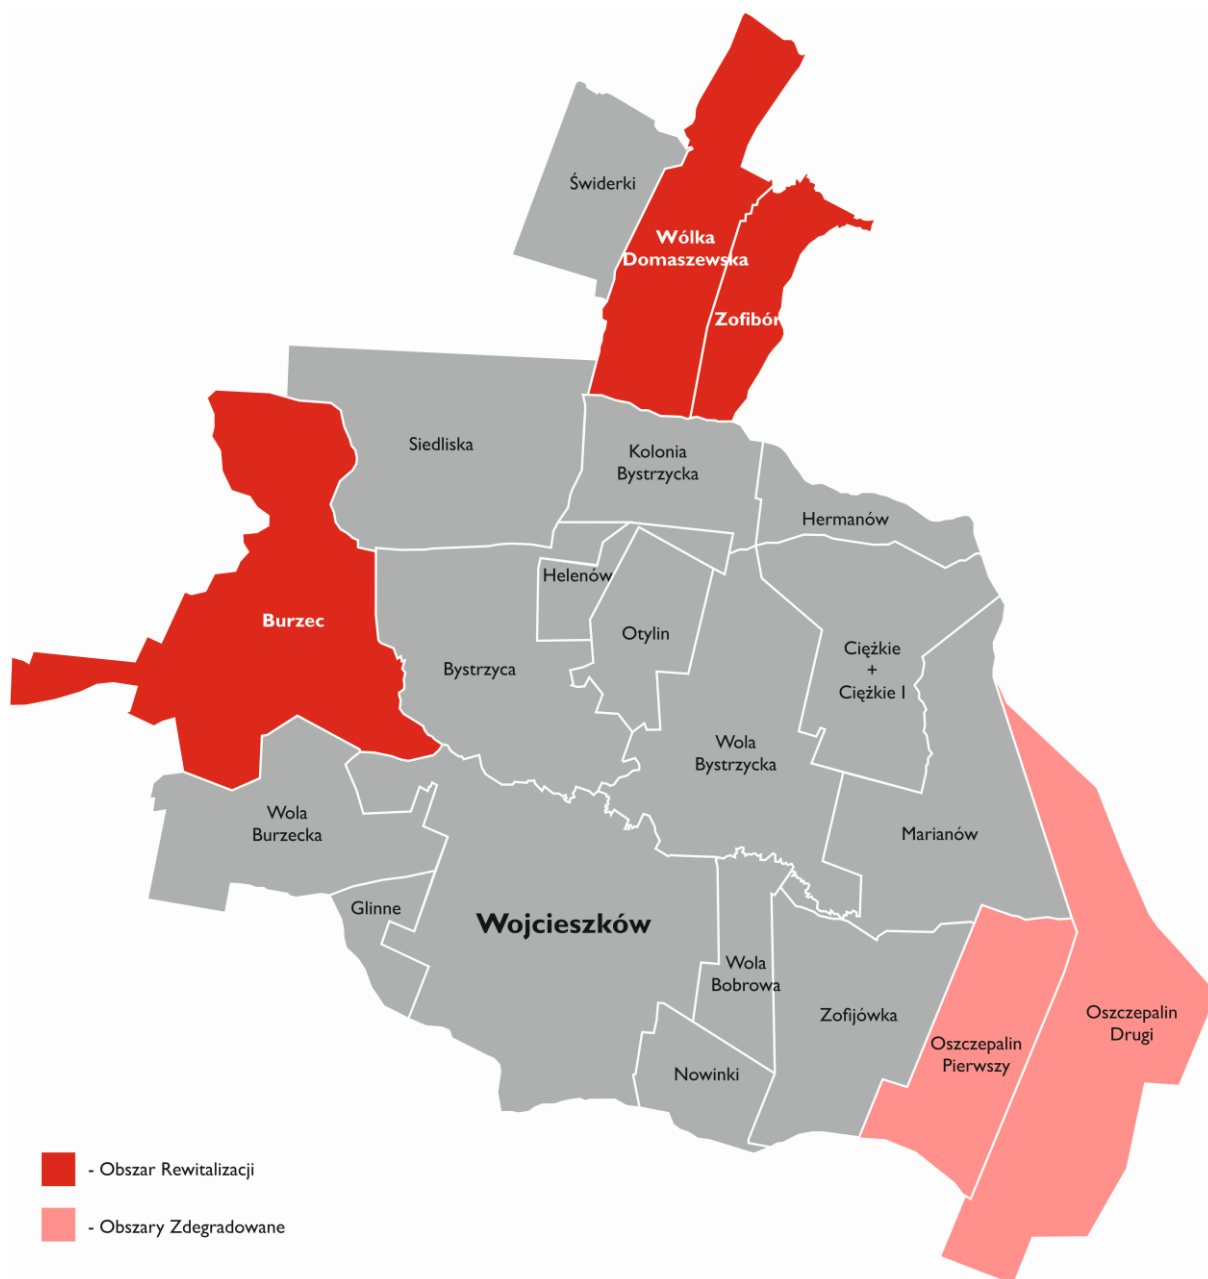 Świderki
Wólka
Domaszewska
Zofibór
Siedliska
Kolonia
Bystrzycka
Hermanów
Helenów
Burzec
Otylin
Ciężkie
+
Ciężkie I
Bystrzyca
Wola
Bystrzycka
Wola
Burzecka
Marianów
Glinne
Wojcieszków
Wola
Bobrowa
Zofijówka
Oszczepalin
Drugi
Oszczepalin
Pierwszy
Nowinki
- Obszar Rewitalizacji
- Obszary Zdegradowane